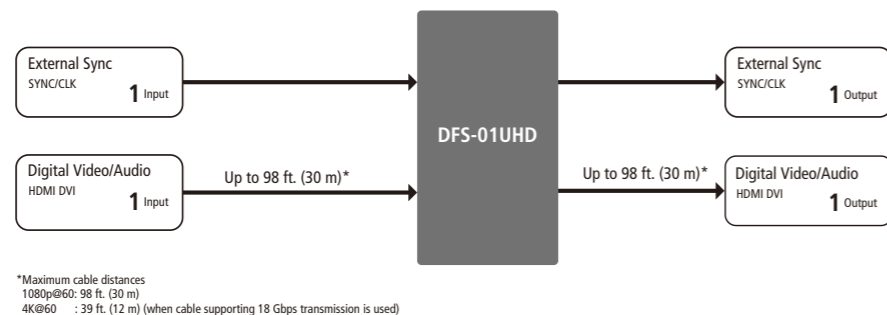 External Sync
SYNC/CLK
1 Input
Digital Video/Audio
HDMI DVI
1 Input
Up to 98 ft. (30 m)*
DFS-01UHD
External Sync
SYNC/CLK
1 Output
Up to 98 ft. (30 m)*
Digital Video/Audio
HDMI DVI
1 Output
*Maximum cable distances
1080p@60: 98 ft. (30 m)
4K@60 : 39 ft. (12 m) (when cable supporting 18 Gbps transmission is used)